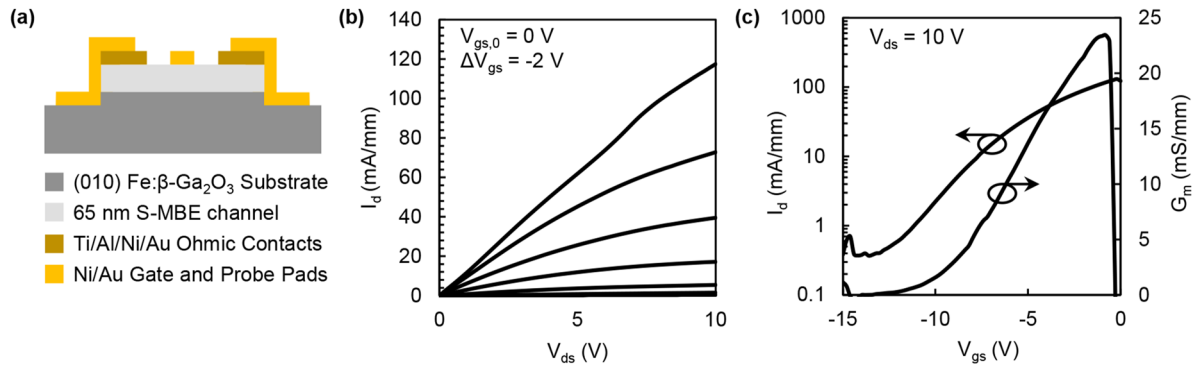 (a)
(010) Fe:β-Ga₂O₃ Substrate
65 nm S-MBE channel
Ti/Al/Ni/Au Ohmic Contacts
Ni/Au Gate and Probe Pads
(b)
V_gs,0 = 0 V
ΔV_gs = -2 V
140
120
100
80
60
40
20
0
I_d (mA/mm)
0
5
10
V_ds (V)
(c)
V_ds = 10 V
1000
100
10
1
0.1
I_d (mA/mm)
25
20
15
10
5
0
G_m (mS/mm)
-15
-10
-5
0
V_gs (V)